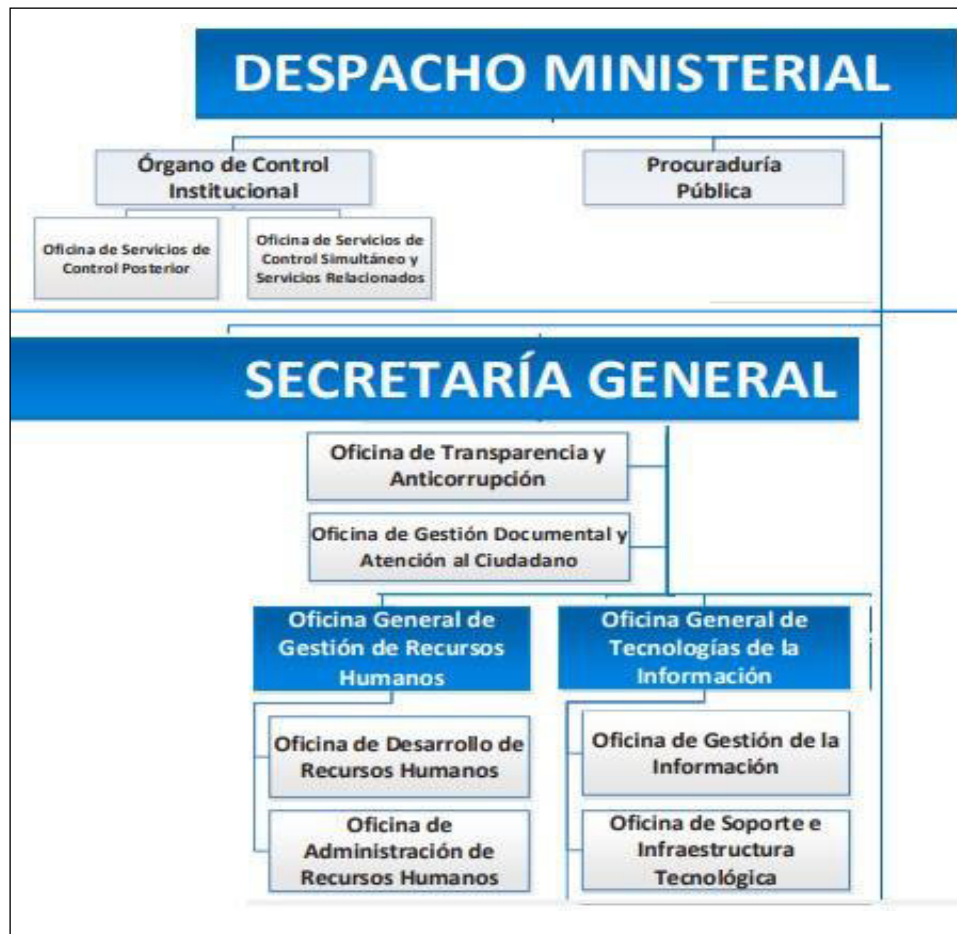 DESPACHO MINISTERIAL
Órgano de Control
Institucional
Procuraduría
Pública
Oficina de Servicios de
Control Posterior
Oficina de Servicios de
Control Simultáneo y
Servicios Relacionados
SECRETARÍA GENERAL
Oficina de Transparencia y
Anticorrupción
Oficina de Gestión Documental y
Atención al Ciudadano
Oficina General de
Gestión de Recursos
Humanos
Oficina General de
Tecnologías de la
Información
Oficina de Desarrollo de
Recursos Humanos
Oficina de Gestión de la
Información
Oficina de
Administración de
Recursos Humanos
Oficina de Soporte e
Infraestructura
Tecnológica